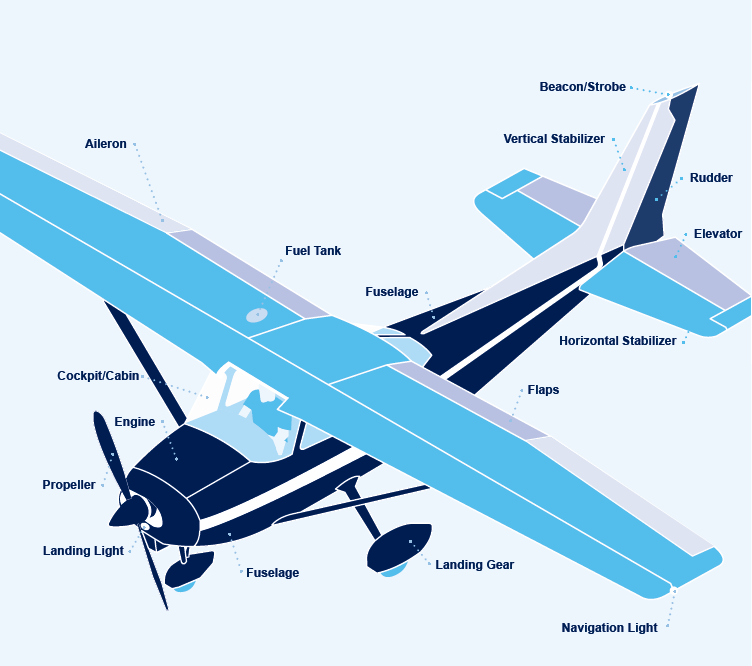 Beacon/Strobe
Vertical Stabilizer
Aileron
Rudder
Elevator
Fuel Tank
Fuselage
Horizontal Stabilizer
Cockpit/Cabin
Flaps
Engine
Propeller
Landing Light
Landing Gear
Fuselage
Navigation Light